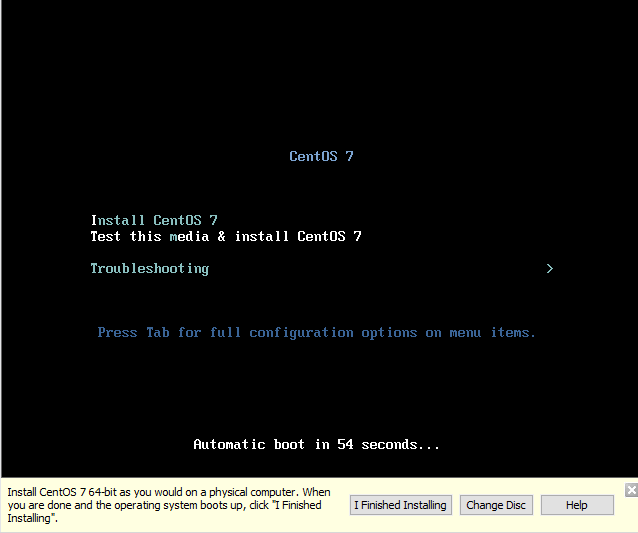 CentOS 7
Install CentOS 7
Test this media & install CentOS 7
Troubleshooting >
Press Tab for full configuration options on menu items.
Automatic boot in 54 seconds...
Install CentOS 7 64-bit as you would on a physical computer. When
you are done and the operating system boots up, click "I Finished
Installing".
I Finished Installing
Change Disc
Help